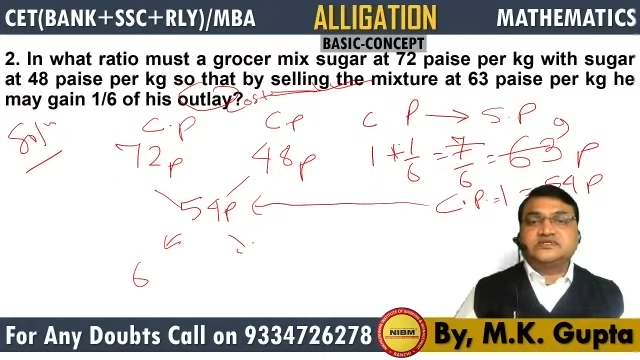 CET(BANK+SSC+RLY)/MBA
ALLIGATION
MATHEMATICS
BASIC-CONCEPT
2. In what ratio must a grocer mix sugar at 72 paise per kg with sugar
at 48 paise per kg so that by selling the mixture at 63 paise per kg he
may gain 1/6 of his outlay?
cost
Soln
C.P C.P C P → S.P
72p 48p 1 + 1/6 = 7/6 = 63 p
9
54p C.P = 1 = 54 p
6
For Any Doubts Call on 9334726278
NIBM
RANCHI
By, M.K. Gupta